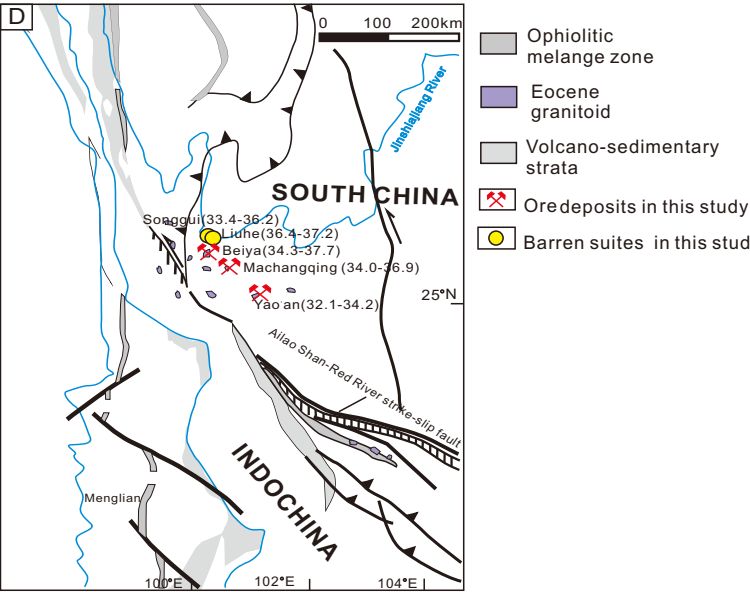 D
0 100 200km
Jinshiajiang River
SOUTH CHINA
Songgui(33.4-36.2)
Liuhe(36.4-37.2)
Beiya(34.3-37.7)
Machangqing (34.0-36.9)
Yao'an(32.1-34.2)
25°N
Ailao Shan-Red River strike-slip fault
INDOCHINA
Menglian
100°E 102°E 104°E
Ophiolitic
melange zone
Eocene
granitoid
Volcano-sedimentary
strata
Ore deposits in this study
Barren suites in this stud